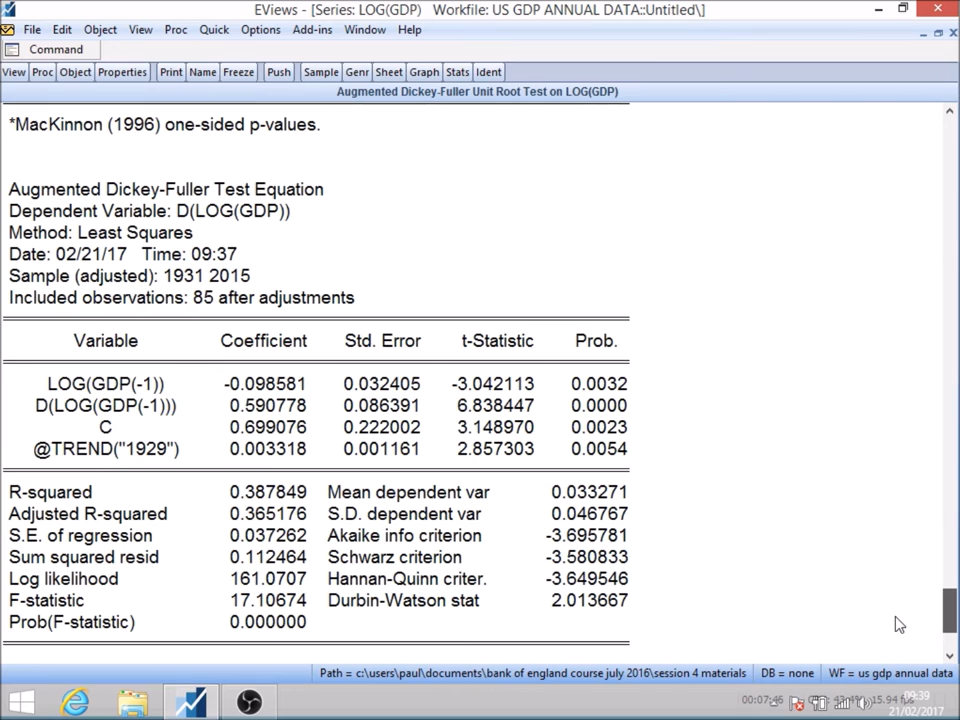 EViews - [Series: LOG(GDP) Workfile: US GDP ANNUAL DATA::Untitled\]
File Edit Object View Proc Quick Options Add-ins Window Help
Command
View Proc Object Properties Print Name Freeze Push Sample Genr Sheet Graph Stats Ident
Augmented Dickey-Fuller Unit Root Test on LOG(GDP)
*MacKinnon (1996) one-sided p-values.
Augmented Dickey-Fuller Test Equation
Dependent Variable: D(LOG(GDP))
Method: Least Squares
Date: 02/21/17 Time: 09:37
Sample (adjusted): 1931 2015
Included observations: 85 after adjustments
Variable Coefficient Std. Error t-Statistic Prob.
LOG(GDP(-1)) -0.098581 0.032405 -3.042113 0.0032
D(LOG(GDP(-1))) 0.590778 0.086391 6.838447 0.0000
C 0.699076 0.222002 3.148970 0.0023
@TREND("1929") 0.003318 0.001161 2.857303 0.0054
R-squared 0.387849 Mean dependent var 0.033271
Adjusted R-squared 0.365176 S.D. dependent var 0.046767
S.E. of regression 0.037262 Akaike info criterion -3.695781
Sum squared resid 0.112464 Schwarz criterion -3.580833
Log likelihood 161.0707 Hannan-Quinn criter. -3.649546
F-statistic 17.10674 Durbin-Watson stat 2.013667
Prob(F-statistic) 0.000000
Path = c:\users\paul\documents\bank of england course july 2016\session 4 materials DB = none WF = us gdp annual data
00:07:46 15.94 fps 09:39
21/02/2017